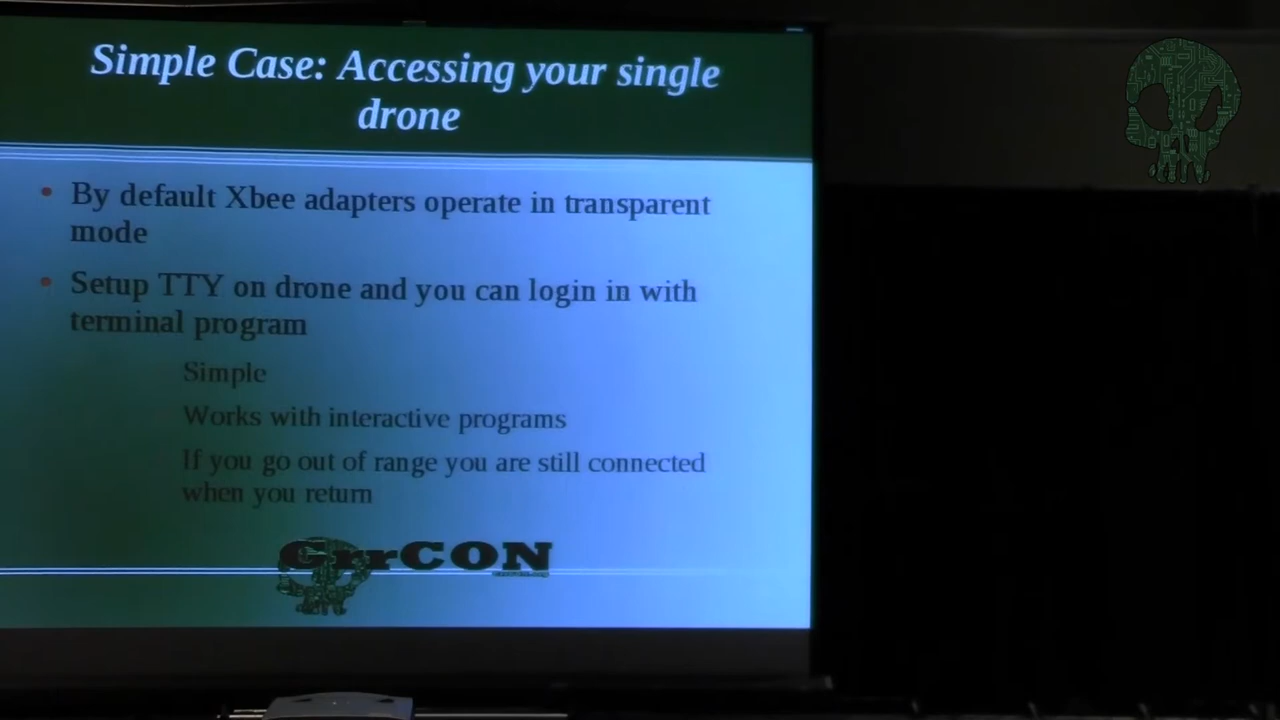 Simple Case: Accessing your single
drone
By default Xbee adapters operate in transparent
mode
Setup TTY on drone and you can login in with
terminal program
Simple
Works with interactive programs
If you go out of range you are still connected
when you return
GrrCON